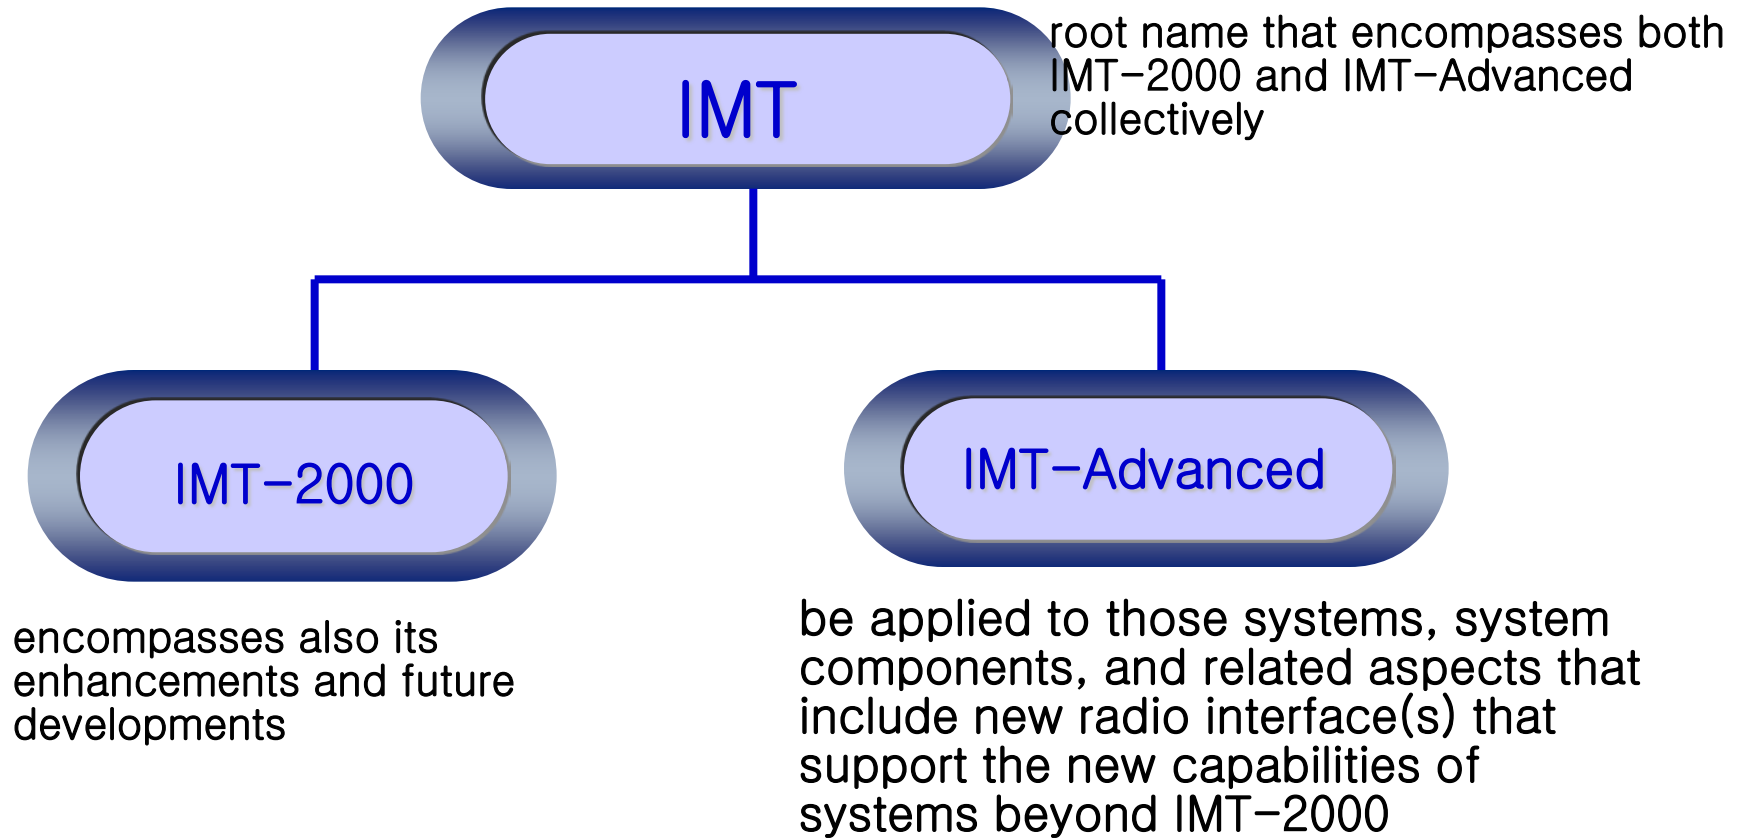 IMT
root name that encompasses both
IMT-2000 and IMT-Advanced
collectively
IMT-2000
IMT-Advanced
encompasses also its
enhancements and future
developments
be applied to those systems, system
components, and related aspects that
include new radio interface(s) that
support the new capabilities of
systems beyond IMT-2000